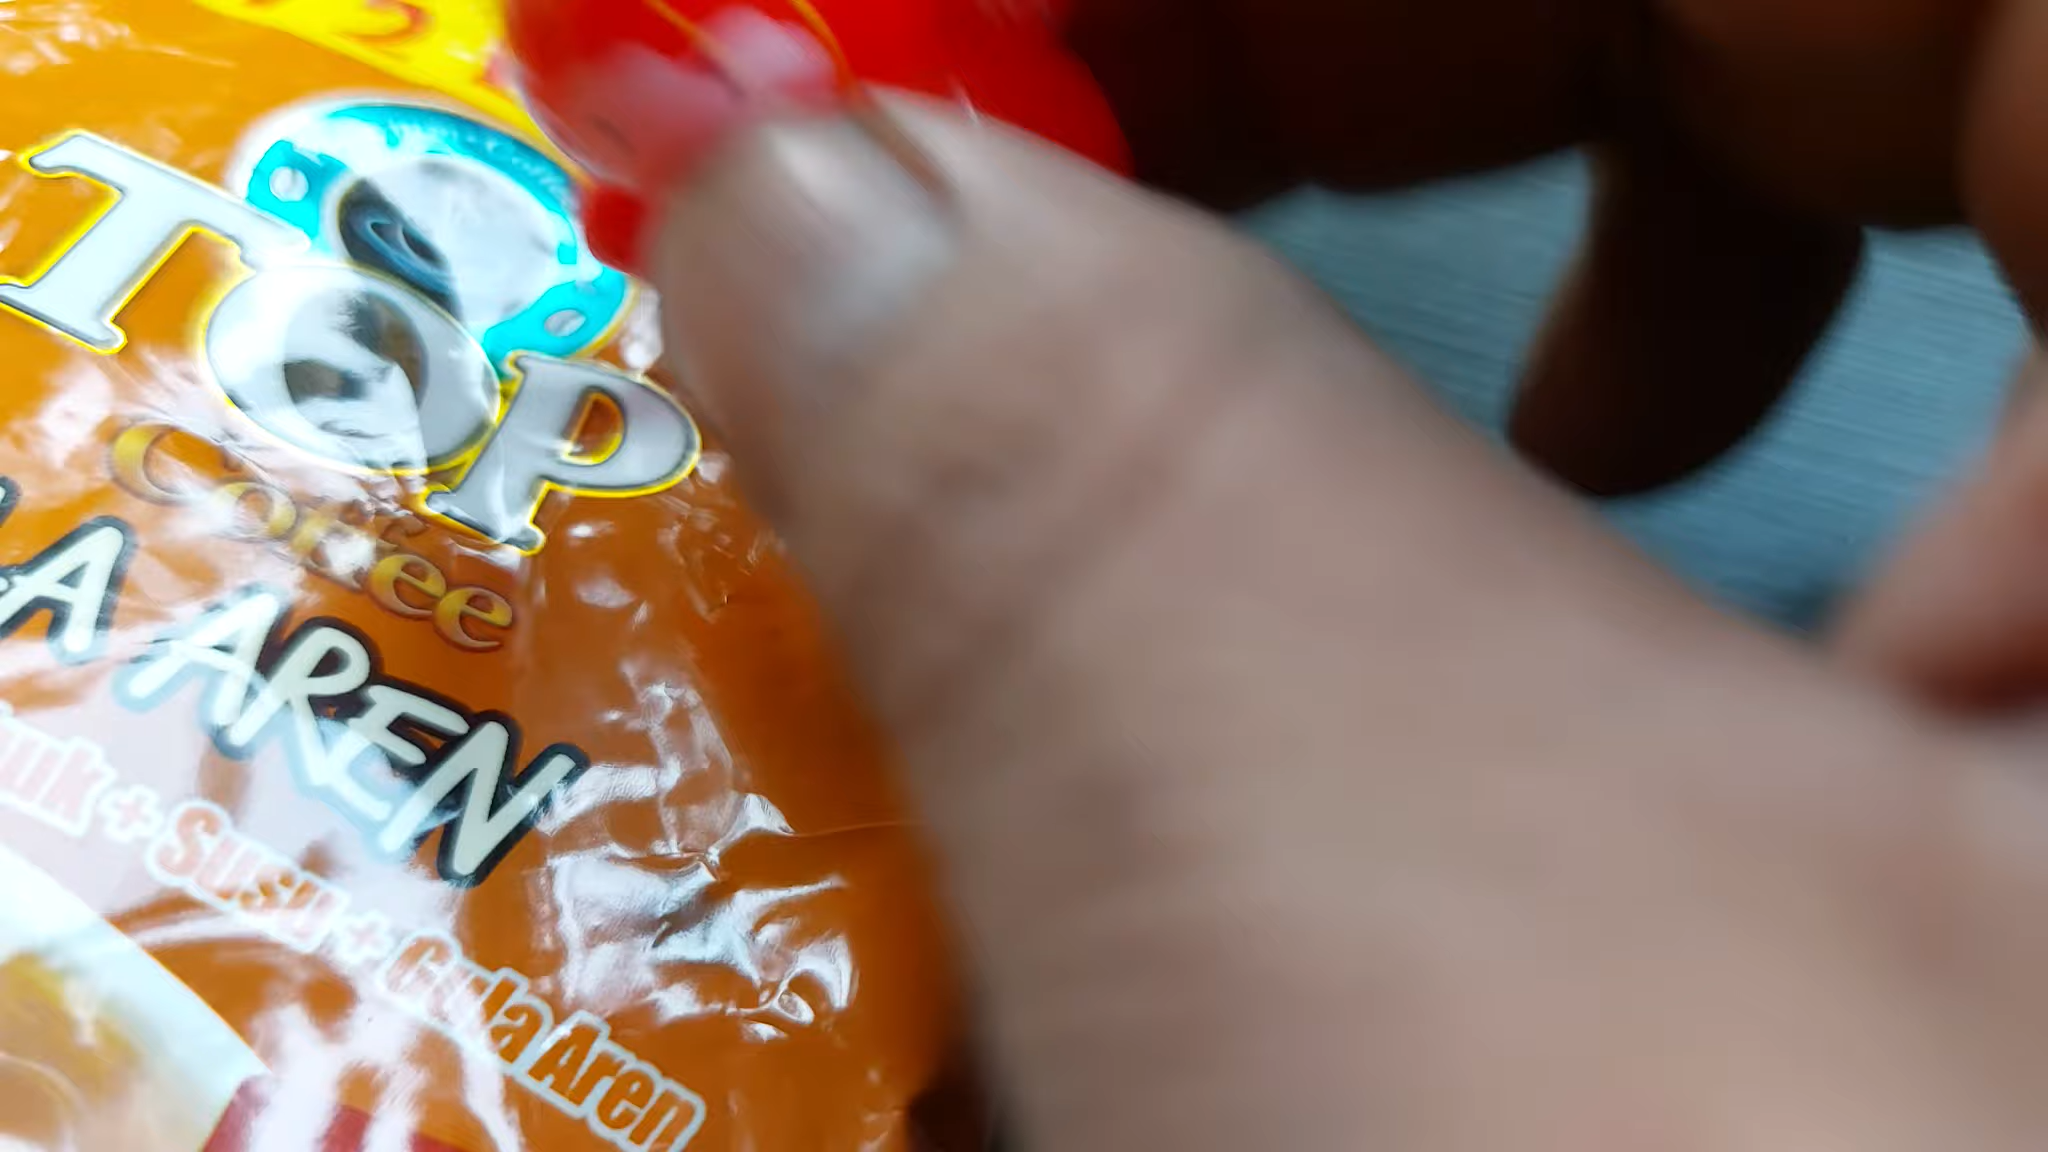 TOP
Coffee
A AREN
+ Susu + Gula Aren